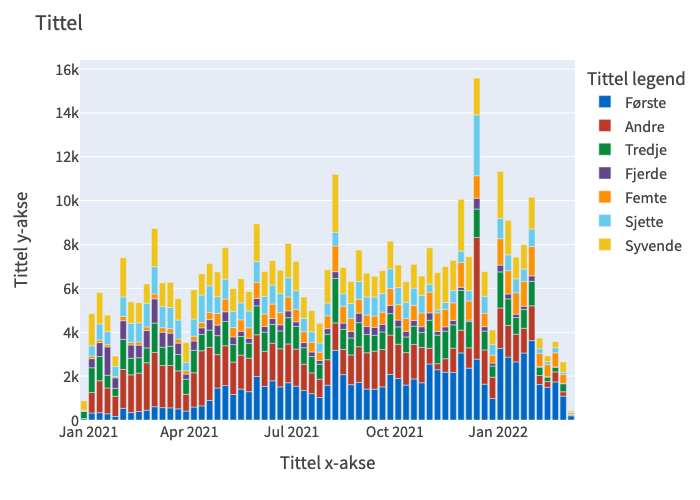 Tittel
Tittel y-akse
16k
14k
12k
10k
8k
6k
4k
2k
0
Jan 2021
Apr 2021
Jul 2021
Oct 2021
Jan 2022
Tittel x-akse
Tittel legend
Første
Andre
Tredje
Fjerde
Femte
Sjette
Syvende